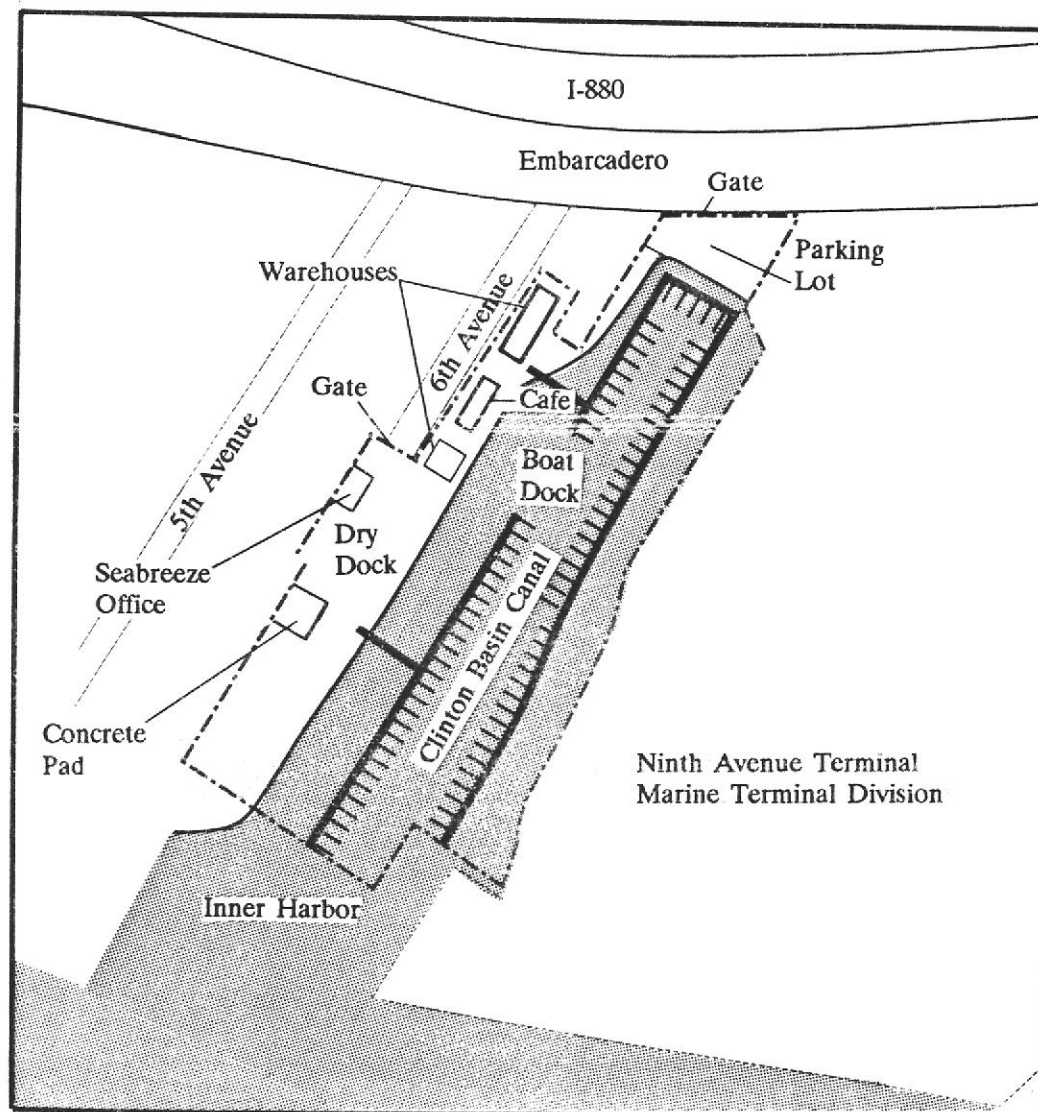 I-880
Embarcadero
Gate
Parking
Lot
Warehouses
6th Avenue
Gate
Cafe
5th Avenue
Boat
Dock
Dry
Dock
Seabreeze
Office
Clinton Basin Canal
Concrete
Pad
Ninth Avenue Terminal
Marine Terminal Division
Inner Harbor